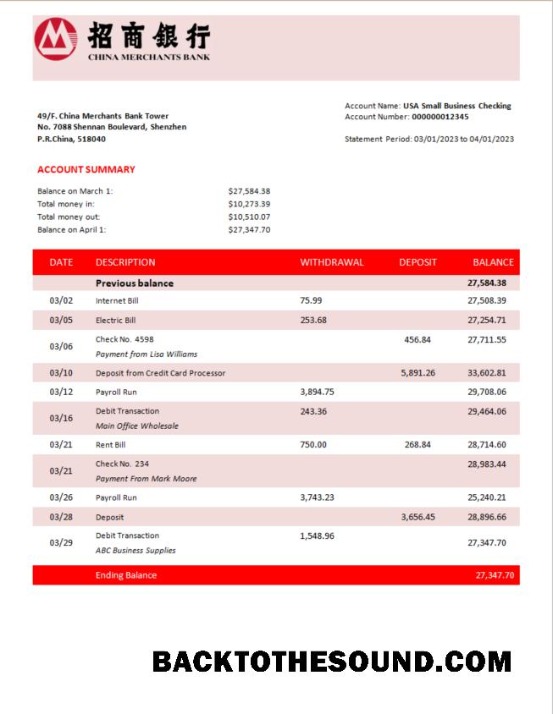 招商銀行
CHINA MERCHANTS BANK
49/F. China Merchants Bank Tower
No. 7088 Shennan Boulevard, Shenzhen
P.R.China, 518040
Account Name: USA Small Business Checking
Account Number: 000000012345
Statement Period: 03/01/2023 to 04/01/2023
ACCOUNT SUMMARY
Balance on March 1: $27,584.38
Total money in: $10,273.39
Total money out: $10,510.07
Balance on April 1: $27,347.70
DATE DESCRIPTION WITHDRAWAL DEPOSIT BALANCE
Previous balance 27,584.38
03/02 Internet Bill 75.99 27,508.39
03/05 Electric Bill 253.68 27,254.71
03/06 Check No. 4598 456.84 27,711.55
Payment from Lisa Williams
03/10 Deposit from Credit Card Processor 5,891.26 33,602.81
03/12 Payroll Run 3,894.75 29,708.06
03/16 Debit Transaction 243.36 29,464.06
Main Office Wholesale
03/21 Rent Bill 750.00 268.84 28,714.60
03/21 Check No. 234 28,983.44
Payment From Mark Moore
03/26 Payroll Run 3,743.23 25,240.21
03/28 Deposit 3,656.45 28,896.66
03/29 Debit Transaction 1,548.96 27,347.70
ABC Business Supplies
Ending Balance 27,347.70
BACKTOTHESOUND.COM